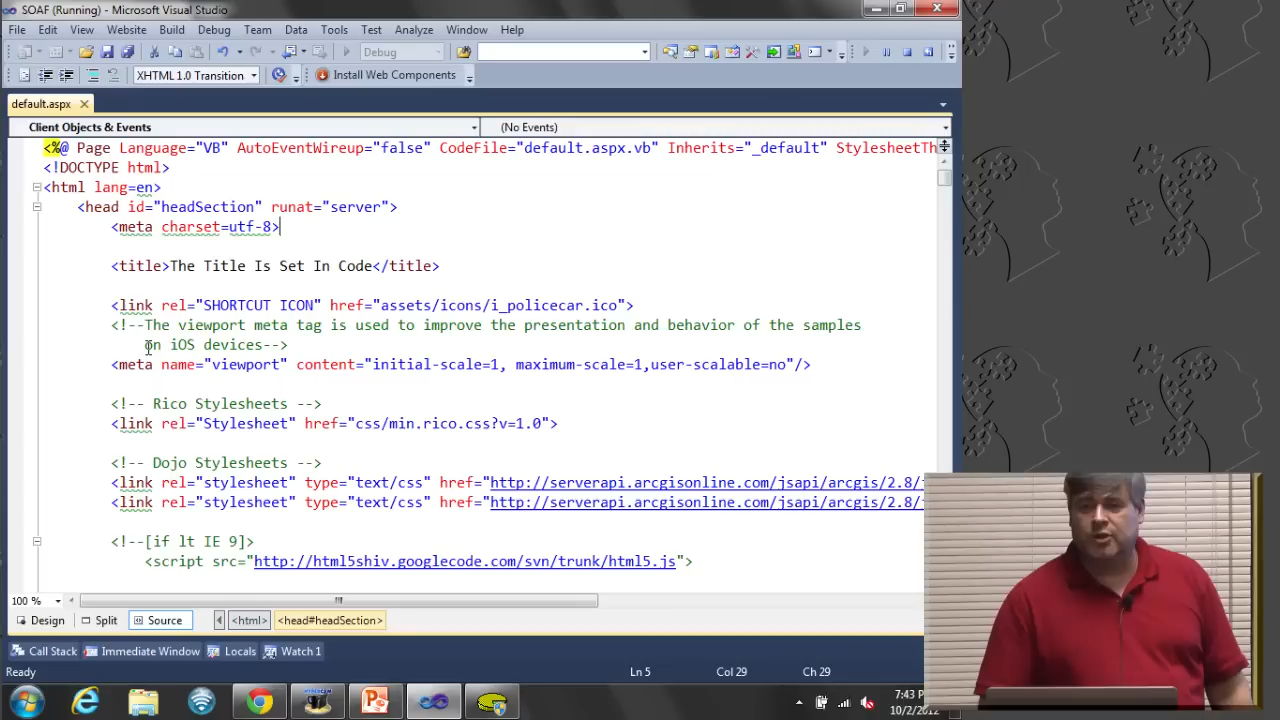 SOAF (Running) - Microsoft Visual Studio
File Edit View Website Build Debug Team Data Tools Test Analyze Window Help
Debug
XHTML 1.0 Transition Install Web Components
default.aspx
Client Objects & Events (No Events)
<%@ Page Language="VB" AutoEventWireup="false" CodeFile="default.aspx.vb" Inherits="_default" StylesheetTh
<!DOCTYPE html>
<html lang=en>
<head id="headSection" runat="server">
<meta charset=utf-8>
<title>The Title Is Set In Code</title>
<link rel="SHORTCUT ICON" href="assets/icons/i_policecar.ico">
<!--The viewport meta tag is used to improve the presentation and behavior of the samples
on iOS devices-->
<meta name="viewport" content="initial-scale=1, maximum-scale=1,user-scalable=no"/>
<!-- Rico Stylesheets -->
<link rel="Stylesheet" href="css/min.rico.css?v=1.0">
<!-- Dojo Stylesheets -->
<link rel="stylesheet" type="text/css" href="http://serverapi.arcgisonline.com/jsapi/arcgis/2.8/j
<link rel="stylesheet" type="text/css" href="http://serverapi.arcgisonline.com/jsapi/arcgis/2.8/j
<!--[if lt IE 9]>
<script src="http://html5shiv.googlecode.com/svn/trunk/html5.js">
100 %
Design Split Source <html> <head#headSection>
Call Stack Immediate Window Locals Watch 1
Ready Ln 5 Col 29 Ch 29
7:43 PM
10/2/2012